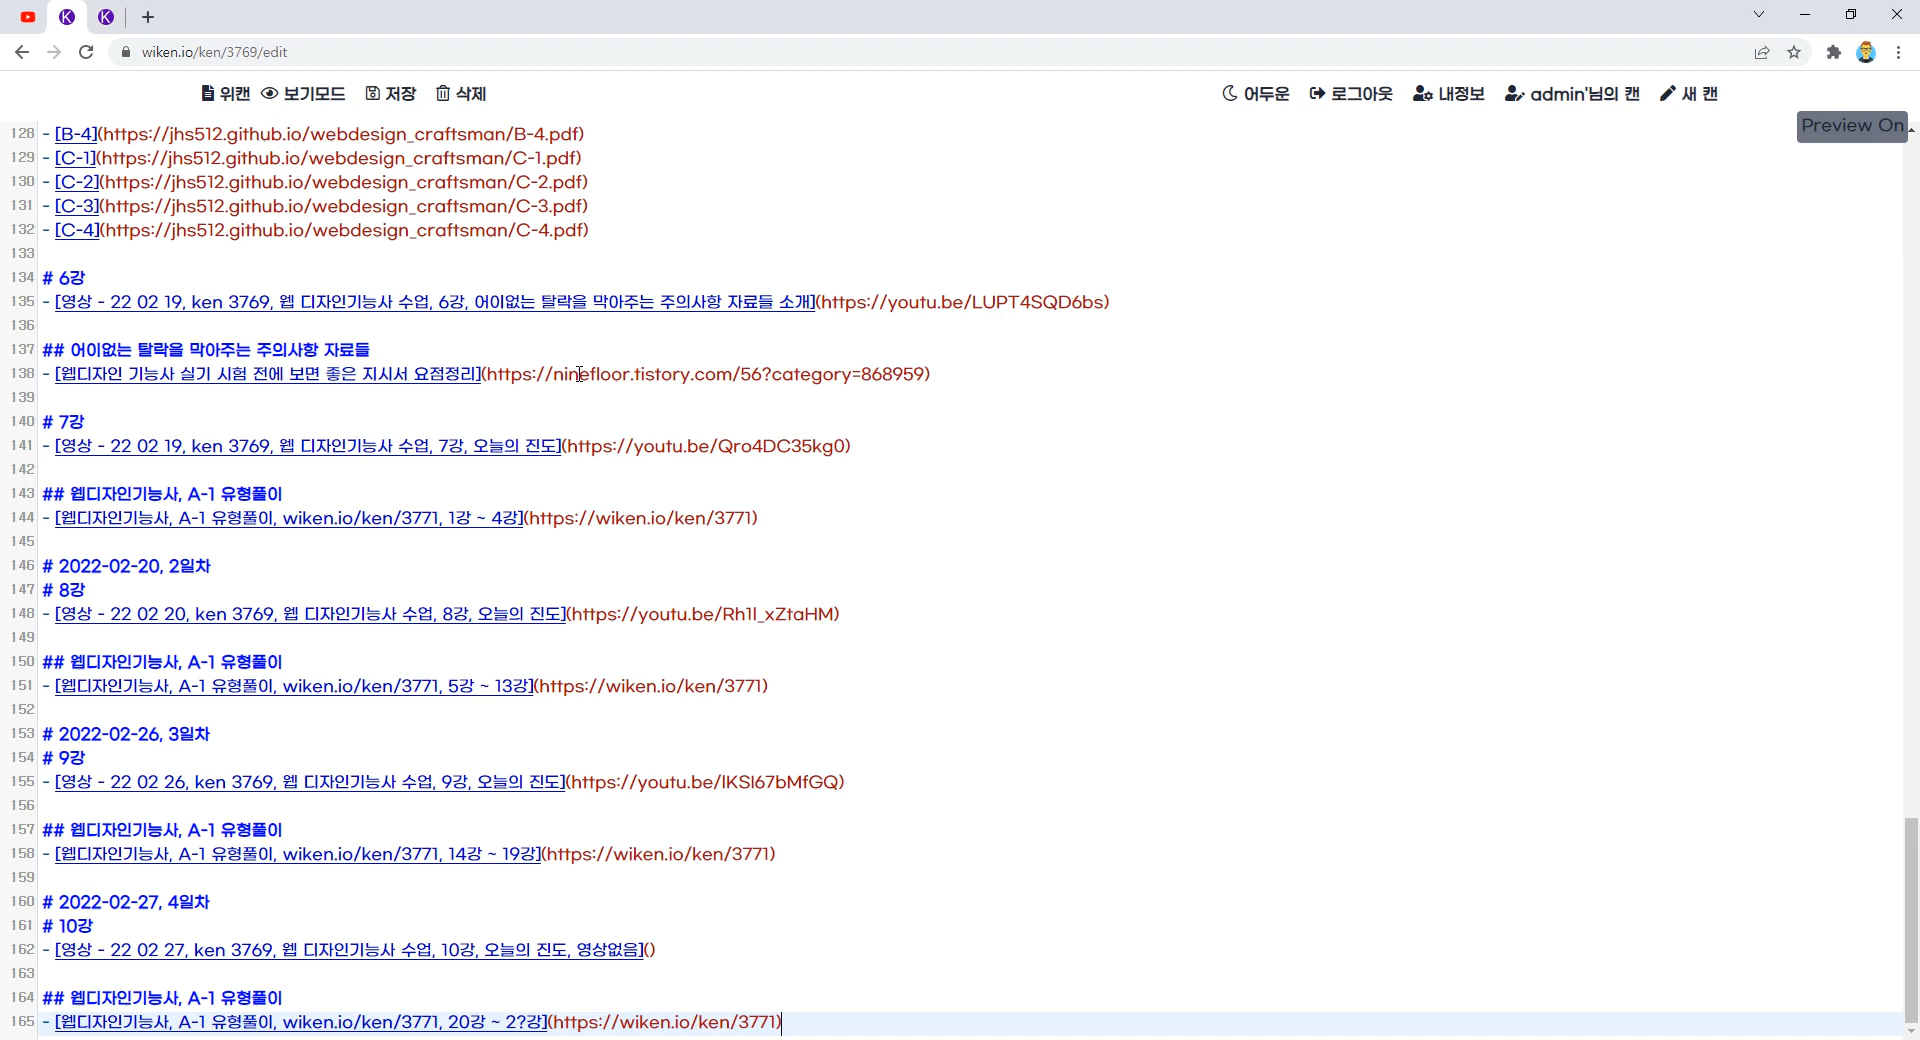 wiken.io/ken/3769/edit
위캔 보기모드 저장 삭제 어두운 로그아웃 내정보 admin'님의 캔 새 캔
Preview On
128 - [B-4](https://jhs512.github.io/webdesign_craftsman/B-4.pdf)
129 - [C-1](https://jhs512.github.io/webdesign_craftsman/C-1.pdf)
130 - [C-2](https://jhs512.github.io/webdesign_craftsman/C-2.pdf)
131 - [C-3](https://jhs512.github.io/webdesign_craftsman/C-3.pdf)
132 - [C-4](https://jhs512.github.io/webdesign_craftsman/C-4.pdf)
133
134 # 6강
135 - [영상 - 22 02 19, ken 3769, 웹 디자인기능사 수업, 6강, 어이없는 탈락을 막아주는 주의사항 자료들 소개](https://youtu.be/LUPT4SQD6bs)
136
137 ## 어이없는 탈락을 막아주는 주의사항 자료들
138 - [웹디자인 기능사 실기 시험 전에 보면 좋은 지시서 요점정리](https://ninefloor.tistory.com/56?category=868959)
139
140 # 7강
141 - [영상 - 22 02 19, ken 3769, 웹 디자인기능사 수업, 7강, 오늘의 진도](https://youtu.be/Qro4DC35kg0)
142
143 ## 웹디자인기능사, A-1 유형풀이
144 - [웹디자인기능사, A-1 유형풀이, wiken.io/ken/3771, 1강 ~ 4강](https://wiken.io/ken/3771)
145
146 # 2022-02-20, 2일차
147 # 8강
148 - [영상 - 22 02 20, ken 3769, 웹 디자인기능사 수업, 8강, 오늘의 진도](https://youtu.be/Rh1l_xZtaHM)
149
150 ## 웹디자인기능사, A-1 유형풀이
151 - [웹디자인기능사, A-1 유형풀이, wiken.io/ken/3771, 5강 ~ 13강](https://wiken.io/ken/3771)
152
153 # 2022-02-26, 3일차
154 # 9강
155 - [영상 - 22 02 26, ken 3769, 웹 디자인기능사 수업, 9강, 오늘의 진도](https://youtu.be/lKSI67bMfGQ)
156
157 ## 웹디자인기능사, A-1 유형풀이
158 - [웹디자인기능사, A-1 유형풀이, wiken.io/ken/3771, 14강 ~ 19강](https://wiken.io/ken/3771)
159
160 # 2022-02-27, 4일차
161 # 10강
162 - [영상 - 22 02 27, ken 3769, 웹 디자인기능사 수업, 10강, 오늘의 진도, 영상없음]()
163
164 ## 웹디자인기능사, A-1 유형풀이
165 - [웹디자인기능사, A-1 유형풀이, wiken.io/ken/3771, 20강 ~ 2?강](https://wiken.io/ken/3771)